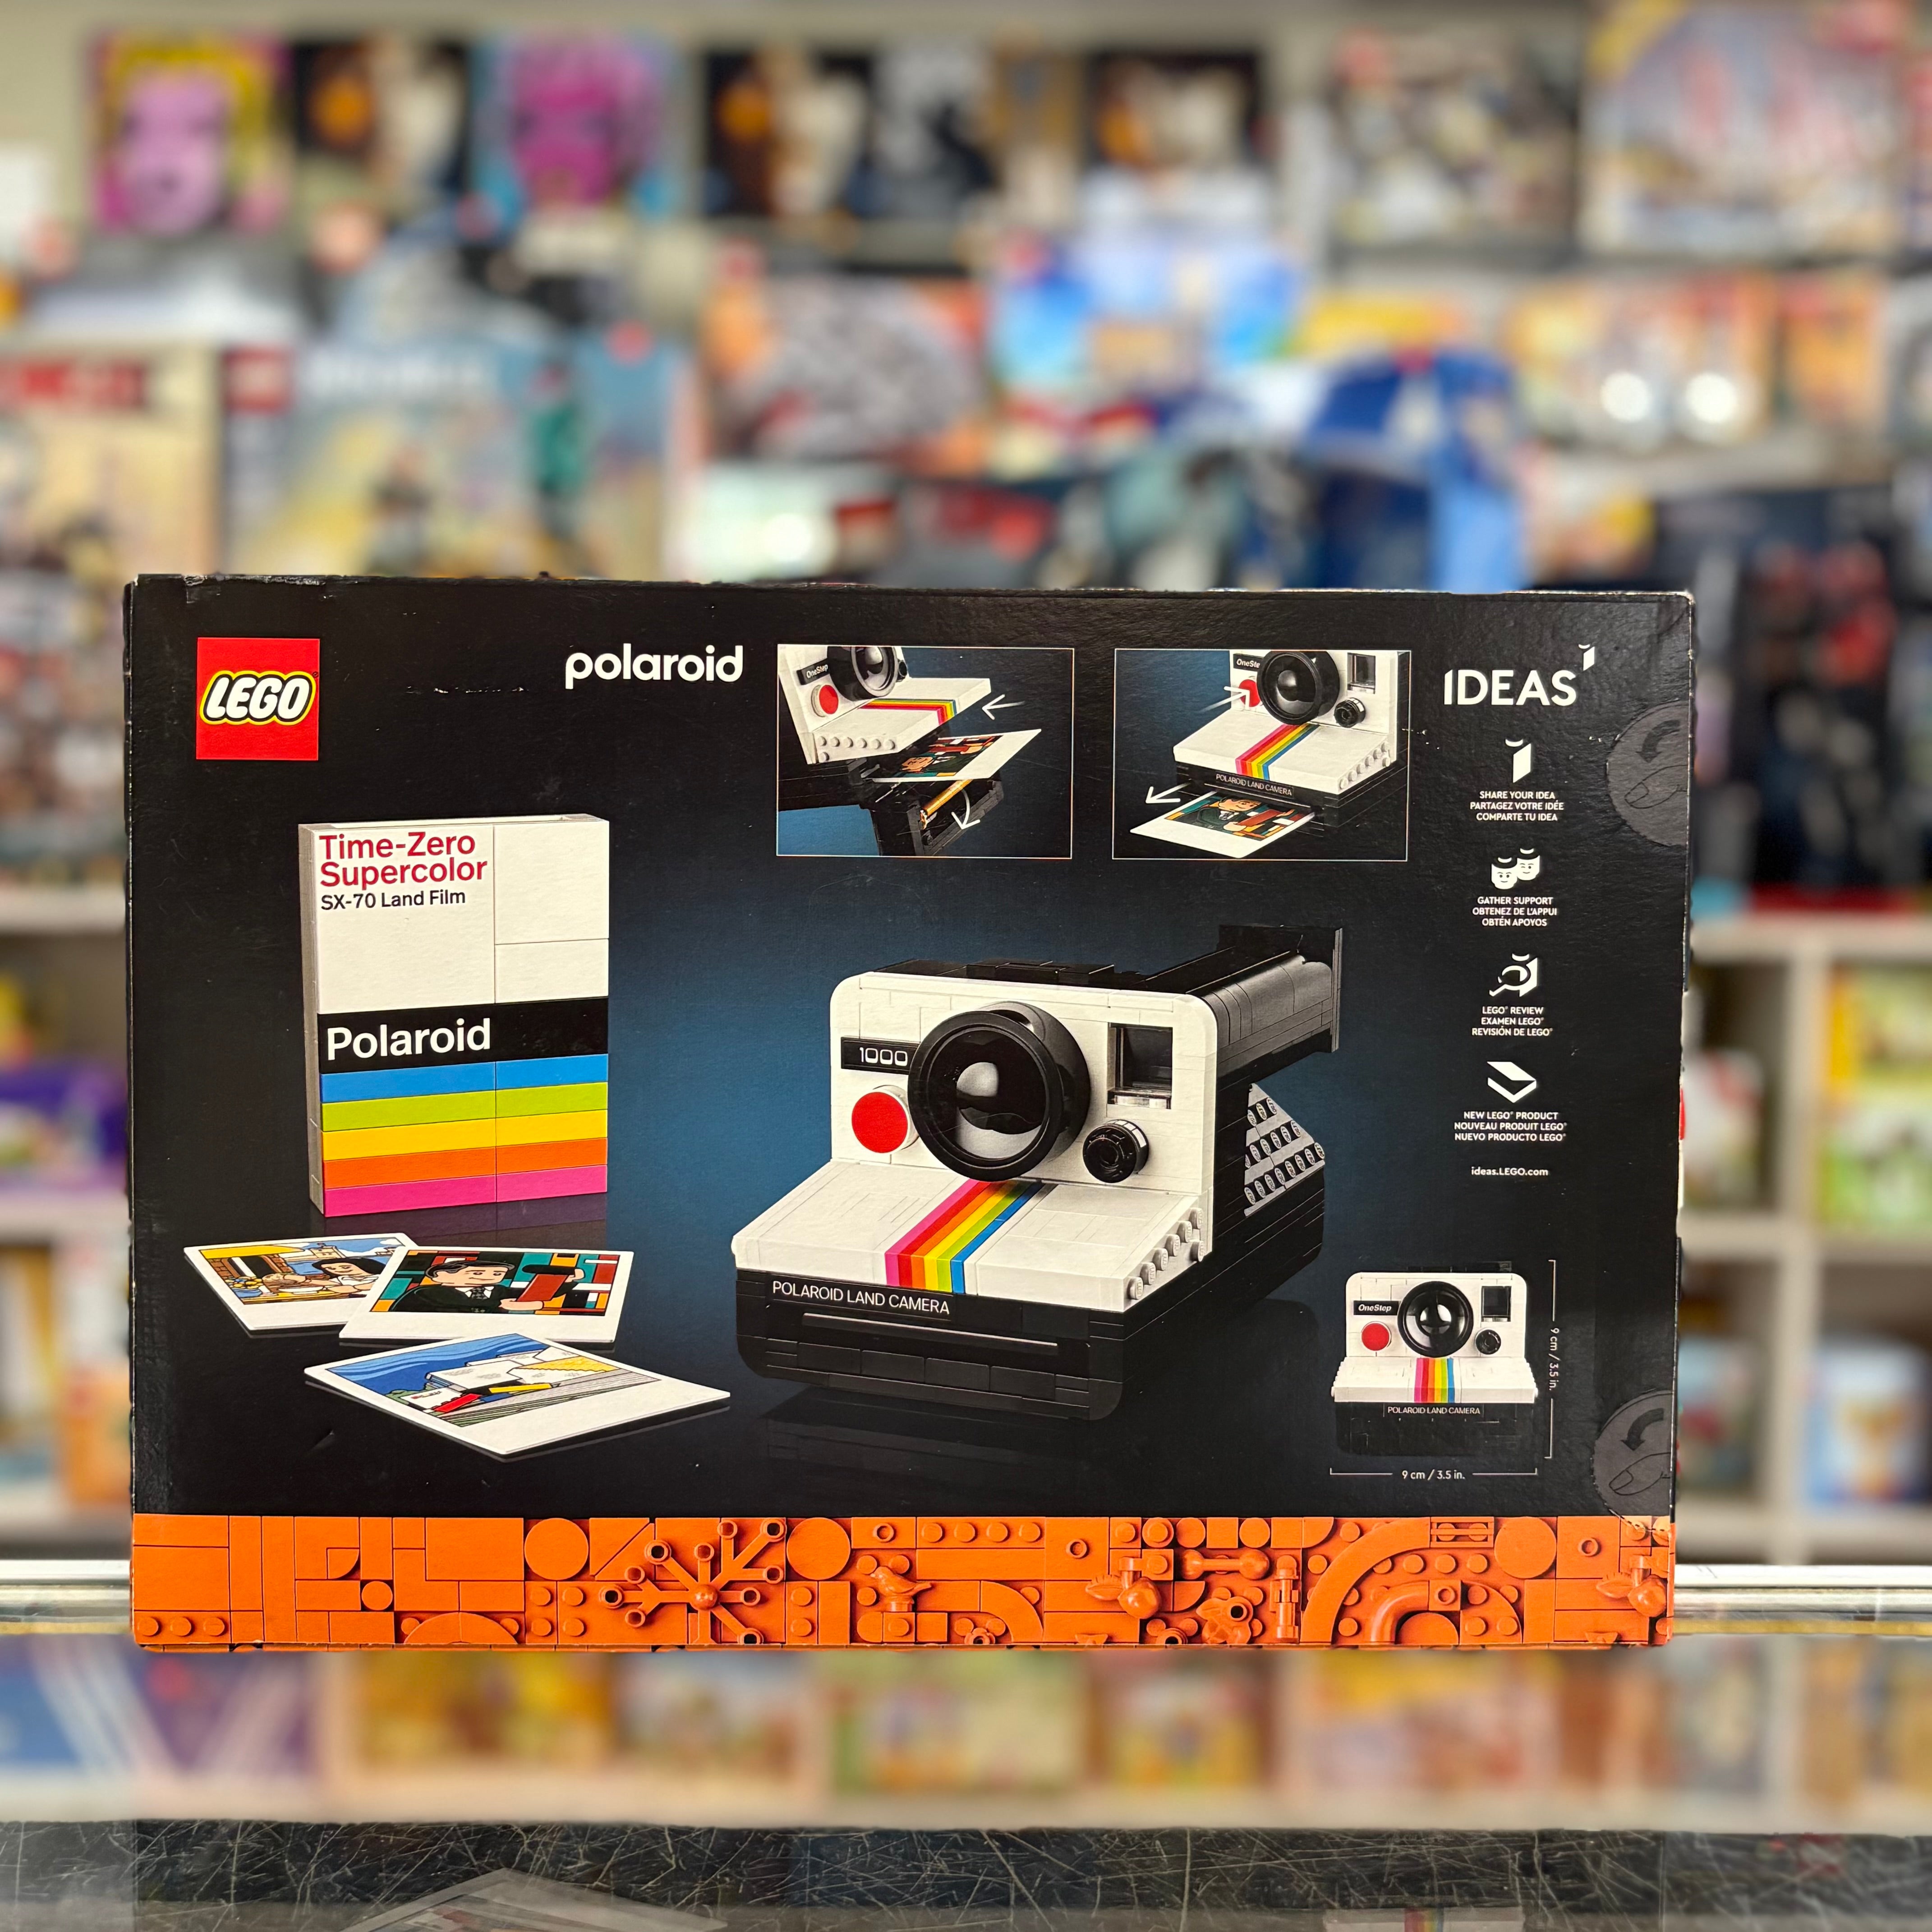 LEGO
polaroid
OneStep
OneStep
POLAROID LAND CAMERA
IDEAS
SHARE YOUR IDEA
PARTAGEZ VOTRE IDÉE
COMPARTE TU IDEA
GATHER SUPPORT
OBTENEZ DE L'APPUI
OBTÉN APOYOS
LEGO® REVIEW
EXAMEN LEGO®
REVISIÓN DE LEGO®
NEW LEGO® PRODUCT
NOUVEAU PRODUIT LEGO®
NUEVO PRODUCTO LEGO®
ideas.LEGO.com
Time-Zero
Supercolor
SX-70 Land Film
Polaroid
1000
POLAROID LAND CAMERA
OneStep
POLAROID LAND CAMERA
9 cm / 3.5 in.
9 cm / 3.5 in.